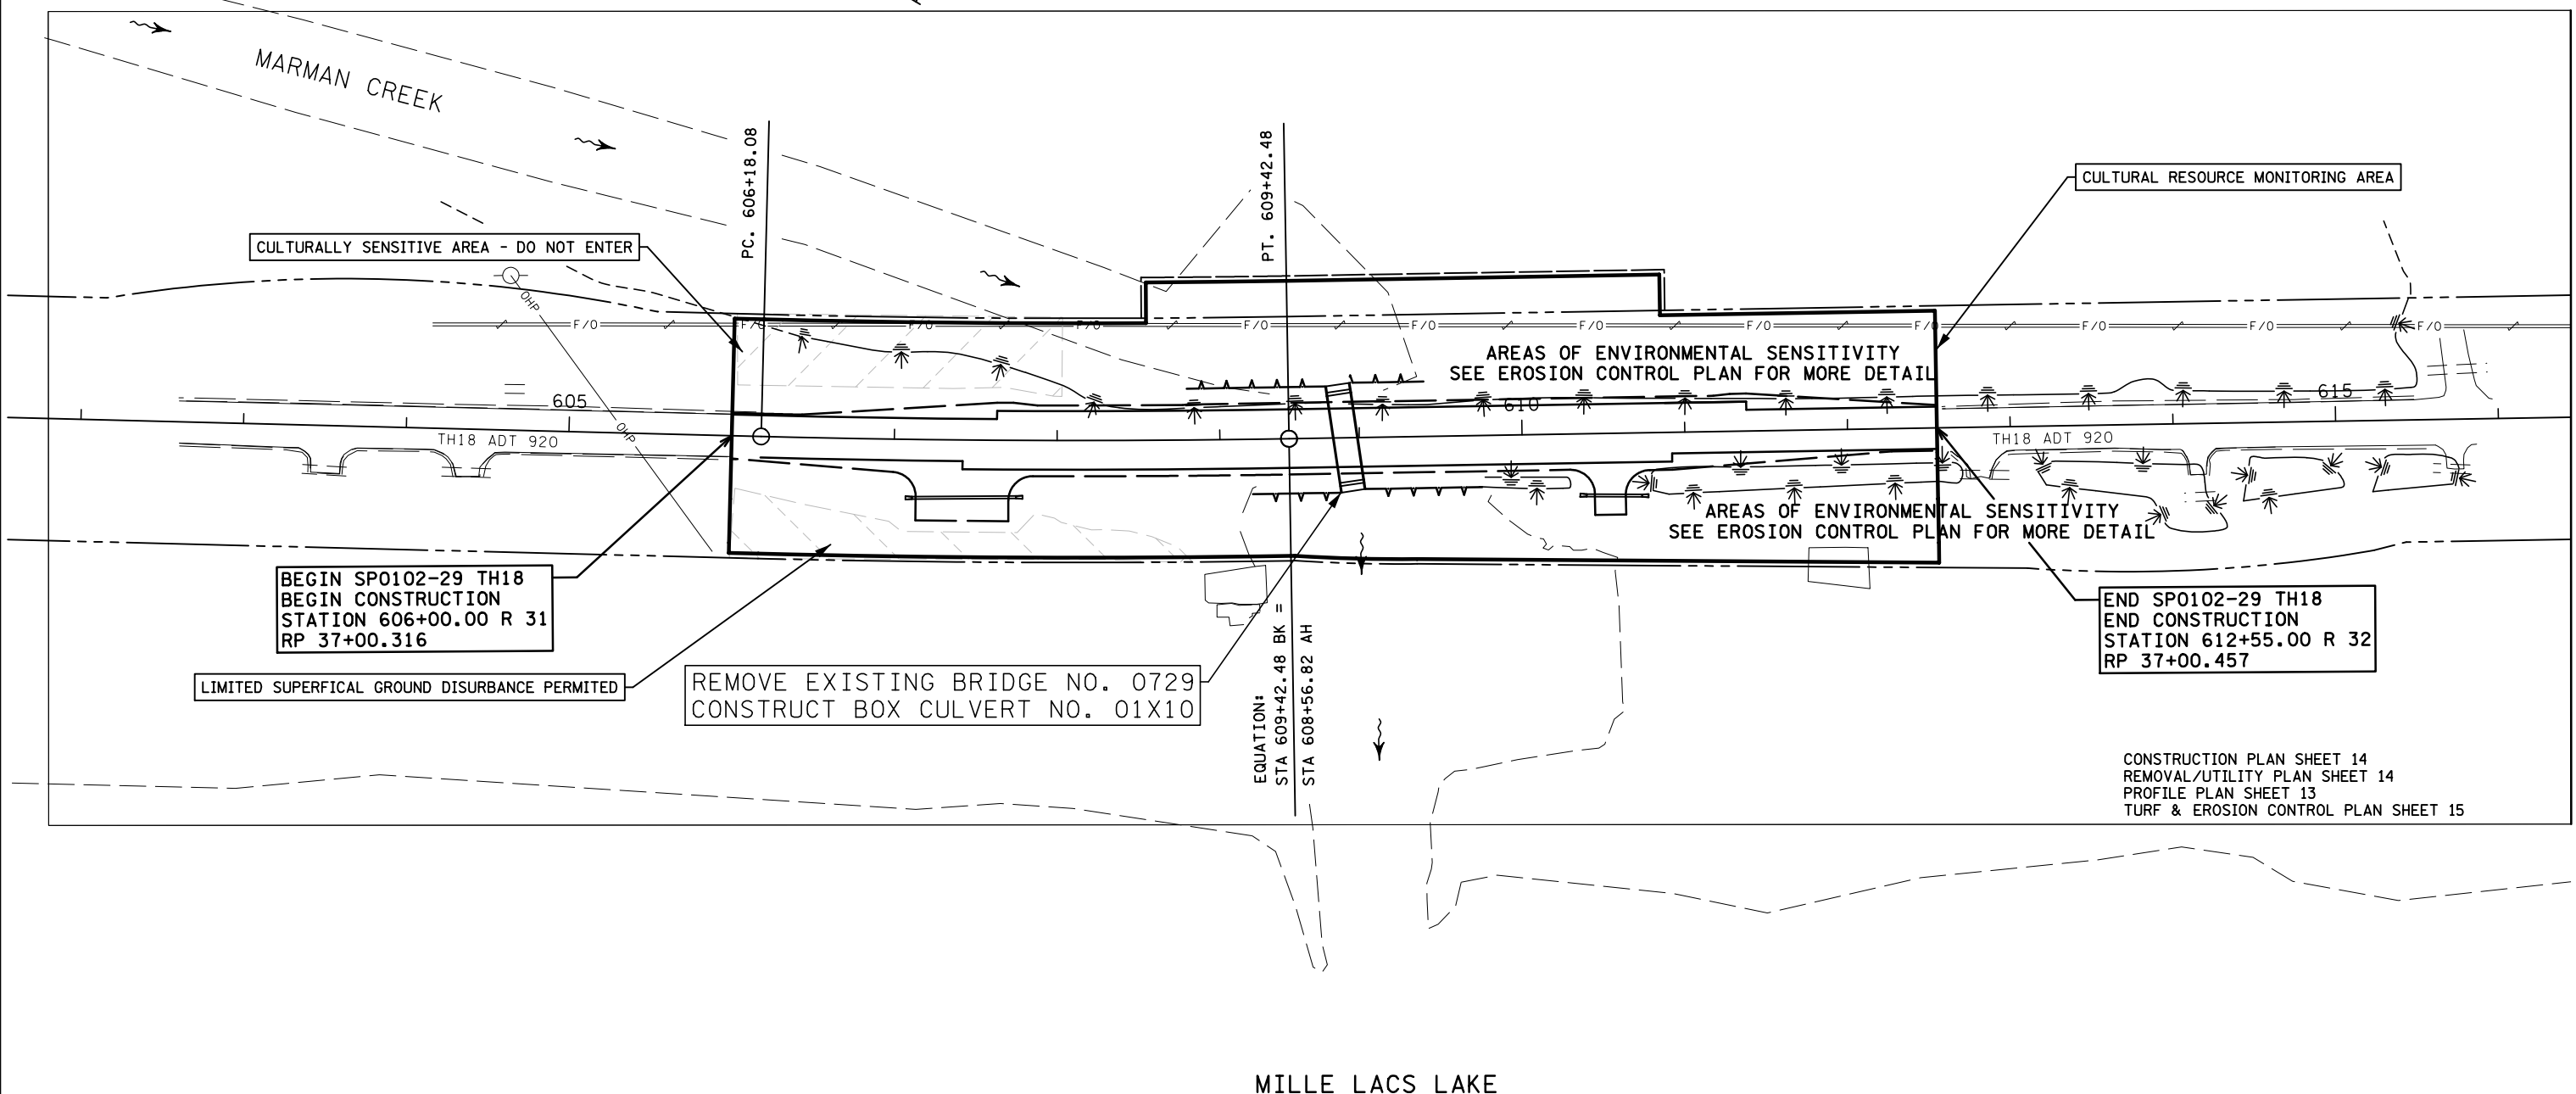 MARMAN CREEK
PC. 606+18.08
PT. 609+42.48
CULTURAL RESOURCE MONITORING AREA
CULTURALLY SENSITIVE AREA - DO NOT ENTER
OHP
F/O
F/O
F/O
F/O
F/O
F/O
F/O
F/O
F/O
F/O
F/O
AREAS OF ENVIRONMENTAL SENSITIVITY
SEE EROSION CONTROL PLAN FOR MORE DETAIL
605
610
615
OHP
TH18 ADT 920
TH18 ADT 920
AREAS OF ENVIRONMENTAL SENSITIVITY
SEE EROSION CONTROL PLAN FOR MORE DETAIL
BEGIN SP0102-29 TH18
BEGIN CONSTRUCTION
STATION 606+00.00 R 31
RP 37+00.316
END SP0102-29 TH18
END CONSTRUCTION
STATION 612+55.00 R 32
RP 37+00.457
LIMITED SUPERFICAL GROUND DISURBANCE PERMITED
REMOVE EXISTING BRIDGE NO. 0729
CONSTRUCT BOX CULVERT NO. 01X10
EQUATION:
STA 609+42.48 BK =
STA 608+56.82 AH
CONSTRUCTION PLAN SHEET 14
REMOVAL/UTILITY PLAN SHEET 14
PROFILE PLAN SHEET 13
TURF & EROSION CONTROL PLAN SHEET 15
MILLE LACS LAKE